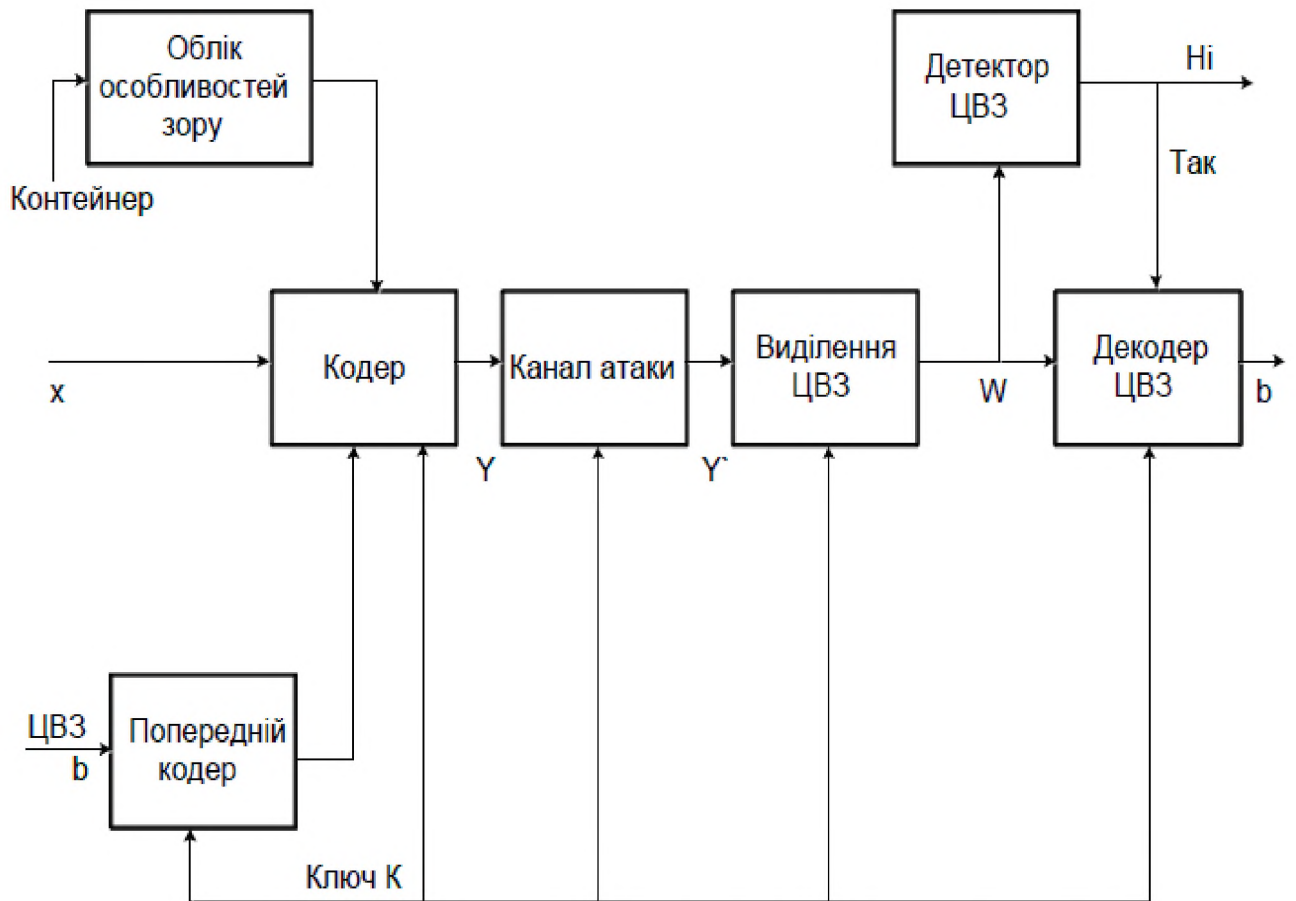 Облік
особливостей
зору
Контейнер
Детектор
ЦВЗ
Ні
Так
x
Кодер
Y
Канал атаки
Y`
Виділення
ЦВЗ
W
Декодер
ЦВЗ
b
ЦВЗ
b
Попередній
кодер
Ключ К